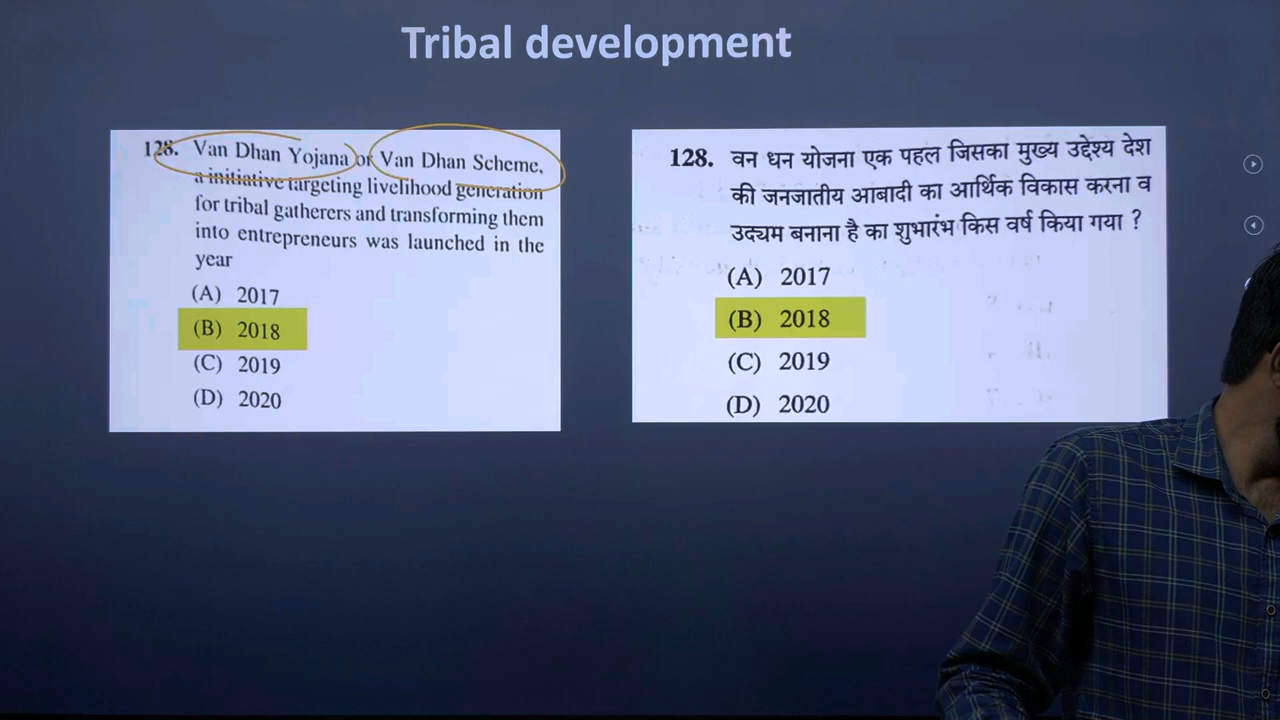 Tribal development
128. Van Dhan Yojana or Van Dhan Scheme,
a initiative targeting livelihood generation
for tribal gatherers and transforming them
into entrepreneurs was launched in the
year
(A) 2017
(B) 2018
(C) 2019
(D) 2020
128. वन धन योजना एक पहल जिसका मुख्य उद्देश्य देश
की जनजातीय आबादी का आर्थिक विकास करना व
उद्यम बनाना है का शुभारंभ किस वर्ष किया गया ?
(A) 2017
(B) 2018
(C) 2019
(D) 2020